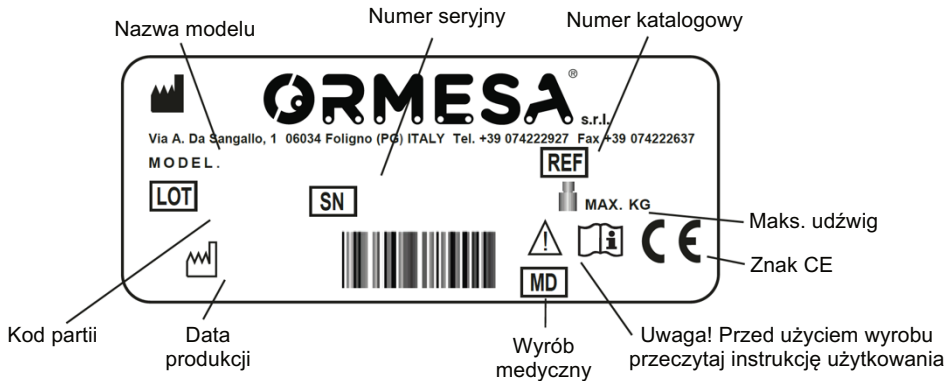 Nazwa modelu
Numer seryjny
Numer katalogowy
ORMESA®
s.r.l.
Via A. Da Sangallo, 1 06034 Foligno (PG) ITALY Tel. +39 074222927 Fax +39 074222637
MODEL.
REF
LOT
SN
MAX. KG
Maks. udźwig
CE
Znak CE
MD
Kod partii
Data
produkcji
Wyrób
medyczny
Uwaga! Przed użyciem wyrobu
przeczytaj instrukcję użytkowania